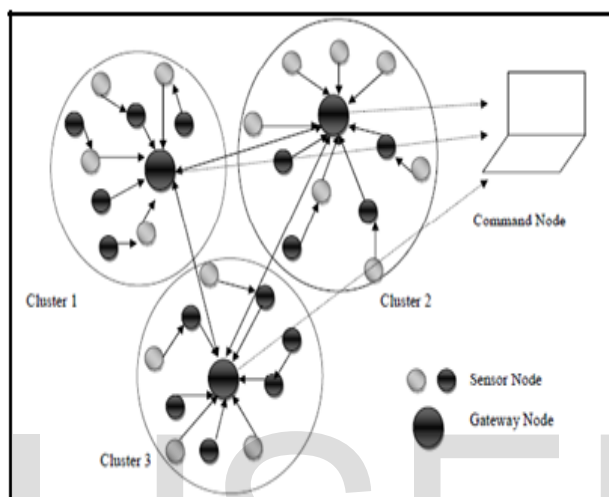 Command Node
Cluster 1
Cluster 2
Sensor Node
Gateway Node
Cluster 3